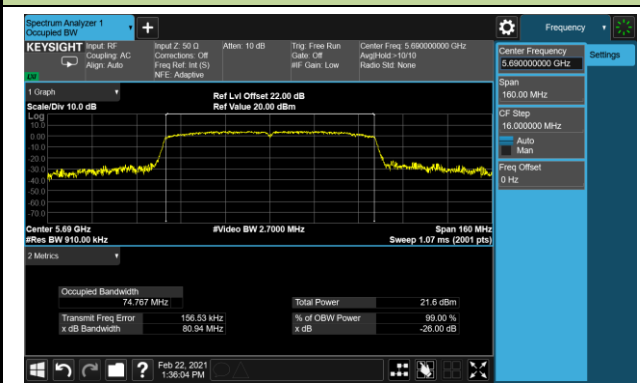 Spectrum Analyzer 1
Occupied BW
+
Frequency
KEYSIGHT
Input: RF
Coupling: AC
Align: Auto
Input Z: 50 Ω
Corrections: Off
Freq Ref: Int (S)
NFE: Adaptive
Atten: 10 dB
Trig: Free Run
Gate: Off
#IF Gain: Low
Center Freq: 5.690000000 GHz
Avg|Hold:>10/10
Radio Std: None
Center Frequency
5.690000000 GHz
Settings
Span
160.00 MHz
CF Step
16.000000 MHz
Auto
Man
Freq Offset
0 Hz
1 Graph
Scale/Div 10.0 dB
Ref Lvl Offset 22.00 dB
Ref Value 20.00 dBm
Log
10.0
0.00
-10.0
-20.0
-30.0
-40.0
-50.0
-60.0
-70.0
Center 5.69 GHz
#Video BW 2.7000 MHz
Span 160 MHz
#Res BW 910.00 kHz
Sweep 1.07 ms (2001 pts)
2 Metrics
Occupied Bandwidth
74.767 MHz
Total Power
21.6 dBm
Transmit Freq Error
156.53 kHz
% of OBW Power
99.00 %
x dB Bandwidth
80.94 MHz
x dB
-26.00 dB
?
Feb 22, 2021
1:36:04 PM